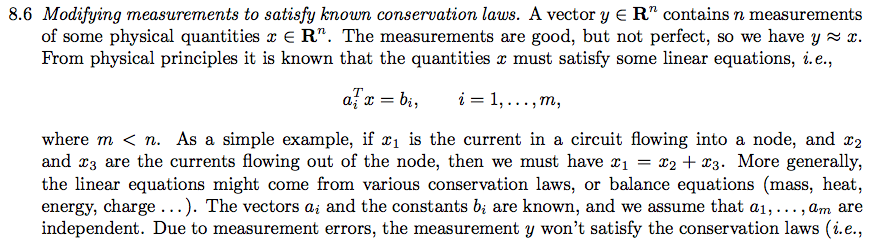 8.6 Modifying measurements to satisfy known conservation laws. A vector y ∈ Rⁿ contains n measurements
of some physical quantities x ∈ Rⁿ. The measurements are good, but not perfect, so we have y ≈ x.
From physical principles it is known that the quantities x must satisfy some linear equations, i.e.,
aᵢᵀx = bᵢ, i = 1, . . . , m,
where m < n. As a simple example, if x₁ is the current in a circuit flowing into a node, and x₂
and x₃ are the currents flowing out of the node, then we must have x₁ = x₂ + x₃. More generally,
the linear equations might come from various conservation laws, or balance equations (mass, heat,
energy, charge . . . ). The vectors aᵢ and the constants bᵢ are known, and we assume that a₁, . . . , aₘ are
independent. Due to measurement errors, the measurement y won't satisfy the conservation laws (i.e.,